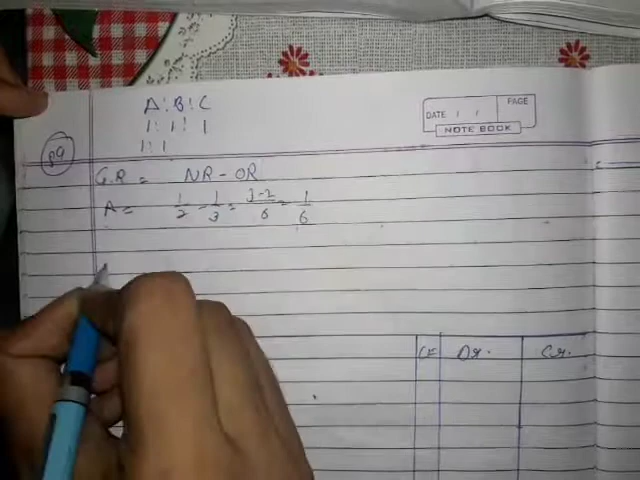 A : B : C
1 : 1 : 1
1 : 1
DATE / / PAGE
NOTE BOOK
89
G.R = NR - OR
A = 1/2 - 1/3 = 3-2/6 = 1/6
LF Dr. Cr.